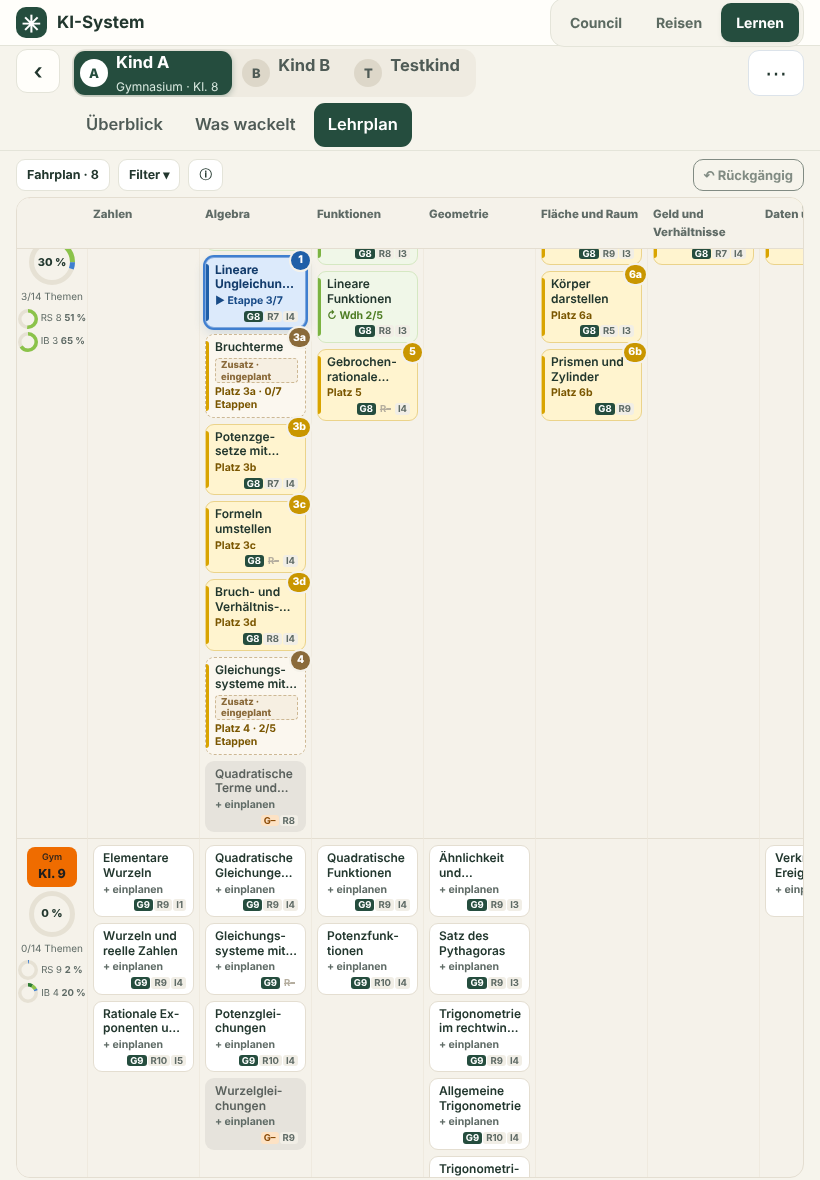 KI-System
Council
Reisen
Lernen
‹
A
Kind A
Gymnasium · Kl. 8
B
Kind B
T
Testkind
...
Überblick
Was wackelt
Lehrplan
Fahrplan · 8
Filter ▾
ⓘ
↶ Rückgängig
Zahlen
Algebra
Funktionen
Geometrie
Fläche und Raum
Geld und
Verhältnisse
Daten
30 %
3/14 Themen
RS 8 51 %
IB 3 65 %
1
Lineare
Ungleichun...
▶ Etappe 3/7
G8 R7 I4
3a
Bruchterme
Zusatz ·
eingeplant
Platz 3a · 0/7
Etappen
3b
Potenzge-
setze mit...
Platz 3b
G8 R7 I4
3c
Formeln
umstellen
Platz 3c
G8 R– I4
3d
Bruch- und
Verhältnis-...
Platz 3d
G8 R8 I4
4
Gleichungs-
systeme mit...
Zusatz ·
eingeplant
Platz 4 · 2/5
Etappen
Quadratische
Terme und...
+ einplanen
G– R8
G8 R8 I3
Lineare
Funktionen
↻ Wdh 2/5
G8 R8 I3
5
Gebrochen-
rationale...
Platz 5
G8 R– I4
G8 R9 I3
6a
Körper
darstellen
Platz 6a
G8 R5 I3
6b
Prismen und
Zylinder
Platz 6b
G8 R9
G8 R7 I4
Gym
Kl. 9
0 %
0/14 Themen
RS 9 2 %
IB 4 20 %
Elementare
Wurzeln
+ einplanen
G9 R9 I1
Wurzeln und
reelle Zahlen
+ einplanen
G9 R9 I4
Rationale Ex-
ponenten u...
+ einplanen
G9 R10 I5
Quadratische
Gleichunge...
+ einplanen
G9 R9 I4
Gleichungs-
systeme mit...
+ einplanen
G9 R–
Potenzglei-
chungen
+ einplanen
G9 R10 I4
Wurzelglei-
chungen
+ einplanen
G– R9
Quadratische
Funktionen
+ einplanen
G9 R9 I4
Potenzfunk-
tionen
+ einplanen
G9 R10 I4
Ähnlichkeit
und...
+ einplanen
G9 R9 I3
Satz des
Pythagoras
+ einplanen
G9 R9 I3
Trigonometrie
im rechtwin...
+ einplanen
G9 R9 I4
Allgemeine
Trigonometrie
+ einplanen
G9 R10 I4
Trigonometri-
Verk
Ereig
+ einp